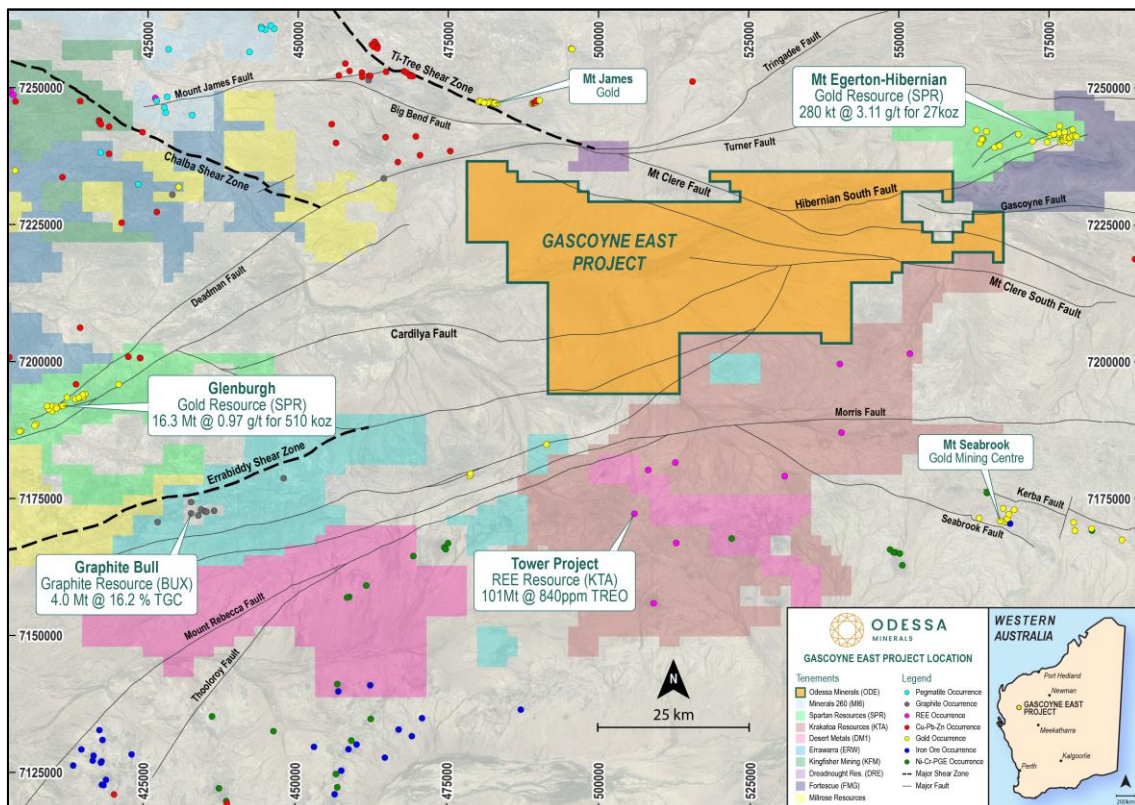 425000
450000
475000
500000
525000
550000
575000
7250000
7225000
7200000
7175000
7150000
7125000
7250000
7225000
7200000
7175000
425000
450000
475000
500000
525000
Ti-Tree Shear Zone
Mount James Fault
Big Bend Fault
Mt James
Gold
Tringadee Fault
Mt Egerton-Hibernian
Gold Resource (SPR)
280 kt @ 3.11 g/t for 27koz
Turner Fault
Chalba Shear Zone
Mt Clere Fault
Hibernian South Fault
Gascoyne Fault
GASCOYNE EAST
PROJECT
Deadman Fault
Mt Clere South Fault
Cardilya Fault
Glenburgh
Gold Resource (SPR)
16.3 Mt @ 0.97 g/t for 510 koz
Morris Fault
Errabiddy Shear Zone
Mt Seabrook
Gold Mining Centre
Kerba Fault
Seabrook Fault
Graphite Bull
Graphite Resource (BUX)
4.0 Mt @ 16.2 % TGC
Tower Project
REE Resource (KTA)
101Mt @ 840ppm TREO
Mount Rebecca Fault
Thooloroy Fault
N
25 km
ODESSA
MINERALS
GASCOYNE EAST PROJECT LOCATION
Tenements
Odessa Minerals (ODE)
Minerals 260 (MI6)
Spartan Resources (SPR)
Krakatoa Resources (KTA)
Desert Metals (DM1)
Errawarra (ERW)
Kingfisher Mining (KFM)
Dreadnought Res. (DRE)
Fortescue (FMG)
Millrose Resources
Legend
Pegmatite Occurrence
Graphite Occurrence
REE Occurrence
Cu-Pb-Zn Occurrence
Gold Occurrence
Iron Ore Occurrence
Ni-Cr-PGE Occurrence
Major Shear Zone
Major Fault
WESTERN
AUSTRALIA
Port Hedland
Newman
GASCOYNE EAST
PROJECT
Meekatharra
Kalgoorlie
Perth
200km